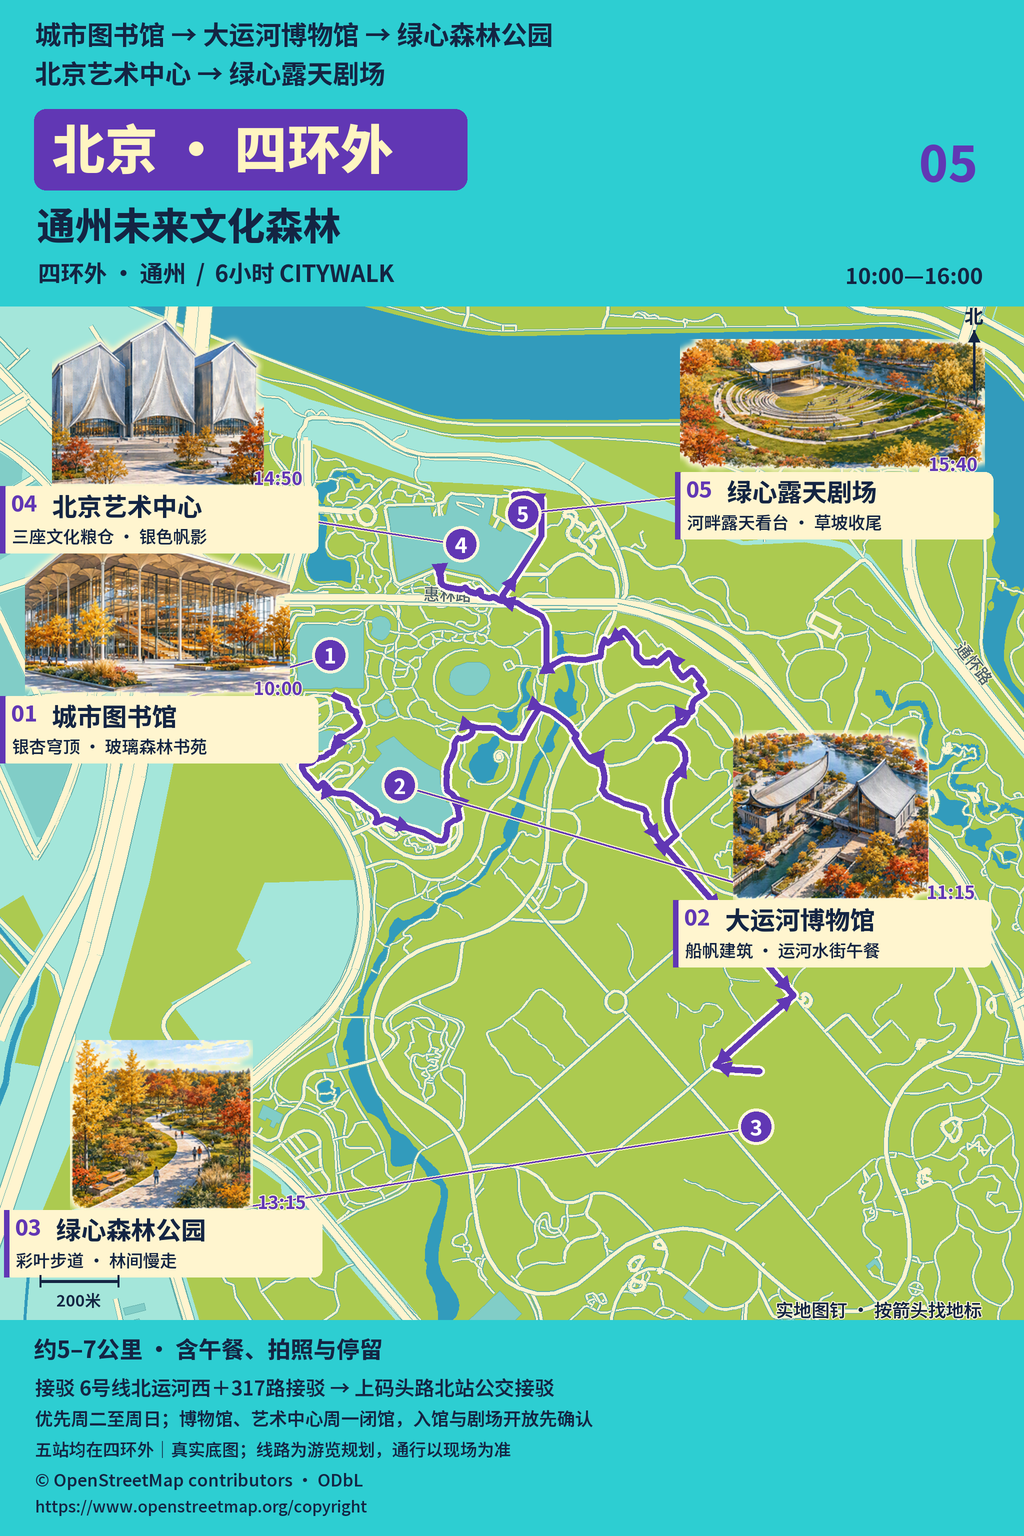 城市图书馆 → 大运河博物馆 → 绿心森林公园
北京艺术中心 → 绿心露天剧场
北京 · 四环外
05
通州未来文化森林
四环外 · 通州 / 6小时 CITYWALK
10:00—16:00
北
14:50
04 北京艺术中心
三座文化粮仓 · 银色帆影
15:40
05 绿心露天剧场
河畔露天看台 · 草坡收尾
5
4
惠林路
1
通怀路
10:00
01 城市图书馆
银杏穹顶 · 玻璃森林书苑
2
11:15
02 大运河博物馆
船帆建筑 · 运河水街午餐
3
13:15
03 绿心森林公园
彩叶步道 · 林间慢走
200米
实地图钉 · 按箭头找地标
约5–7公里 · 含午餐、拍照与停留
接驳 6号线北运河西＋317路接驳 → 上码头路北站公交接驳
优先周二至周日；博物馆、艺术中心周一闭馆，入馆与剧场开放先确认
五站均在四环外｜真实底图；线路为游览规划，通行以现场为准
© OpenStreetMap contributors · ODbL
https://www.openstreetmap.org/copyright